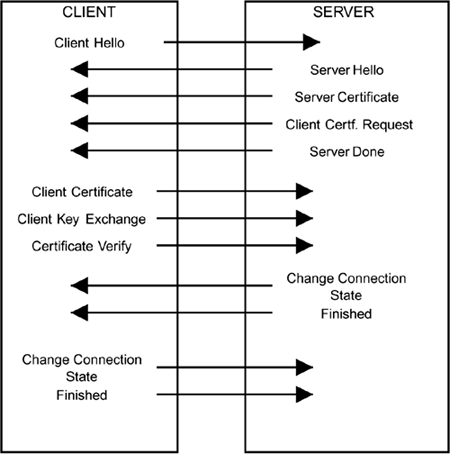 CLIENT
SERVER
Client Hello
Server Hello
Server Certificate
Client Certf. Request
Server Done
Client Certificate
Client Key Exchange
Certificate Verify
Change Connection
State
Finished
Change Connection
State
Finished